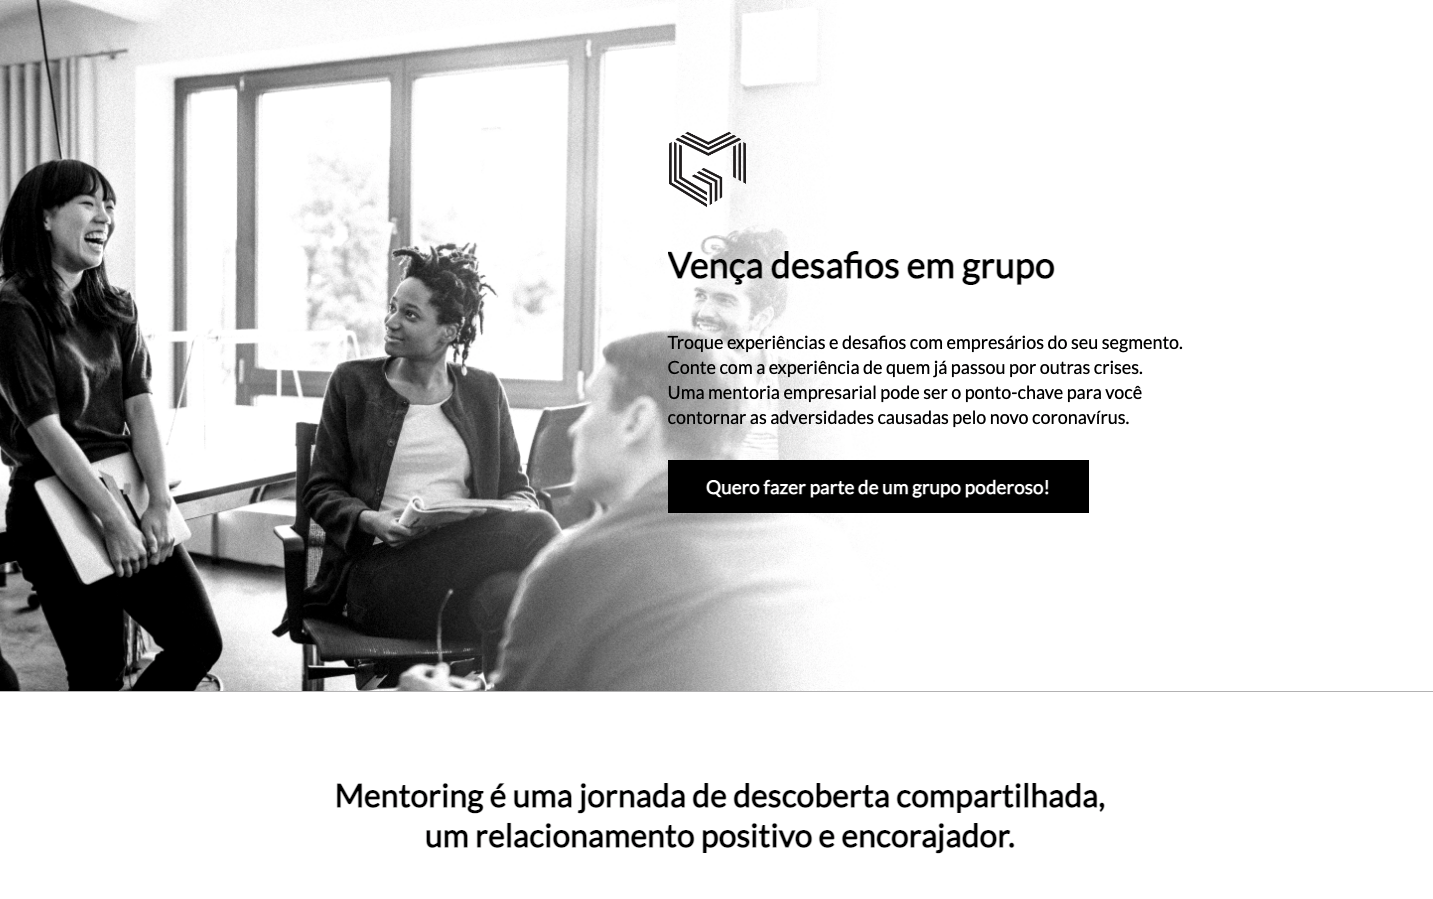 Vença desafios em grupo
Troque experiências e desafios com empresários do seu segmento.
Conte com a experiência de quem já passou por outras crises.
Uma mentoria empresarial pode ser o ponto-chave para você
contornar as adversidades causadas pelo novo coronavírus.
Quero fazer parte de um grupo poderoso!
Mentoring é uma jornada de descoberta compartilhada,
um relacionamento positivo e encorajador.